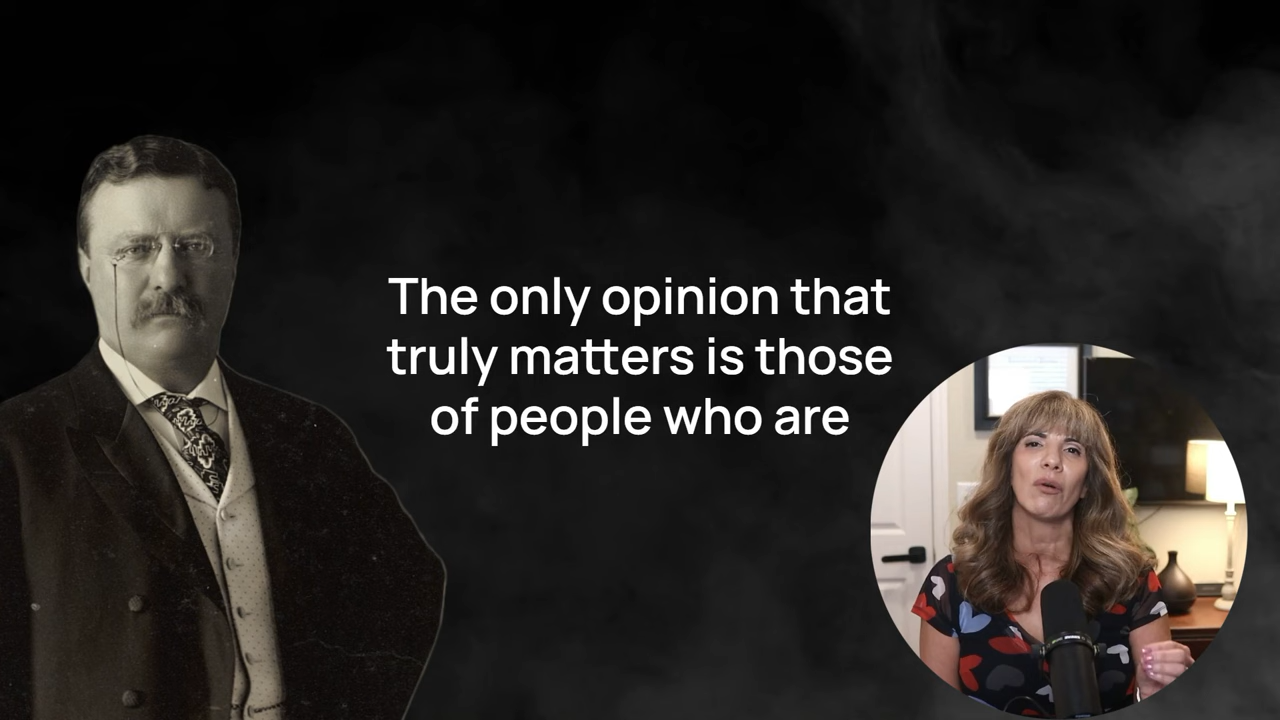 The only opinion that
truly matters is those
of people who are